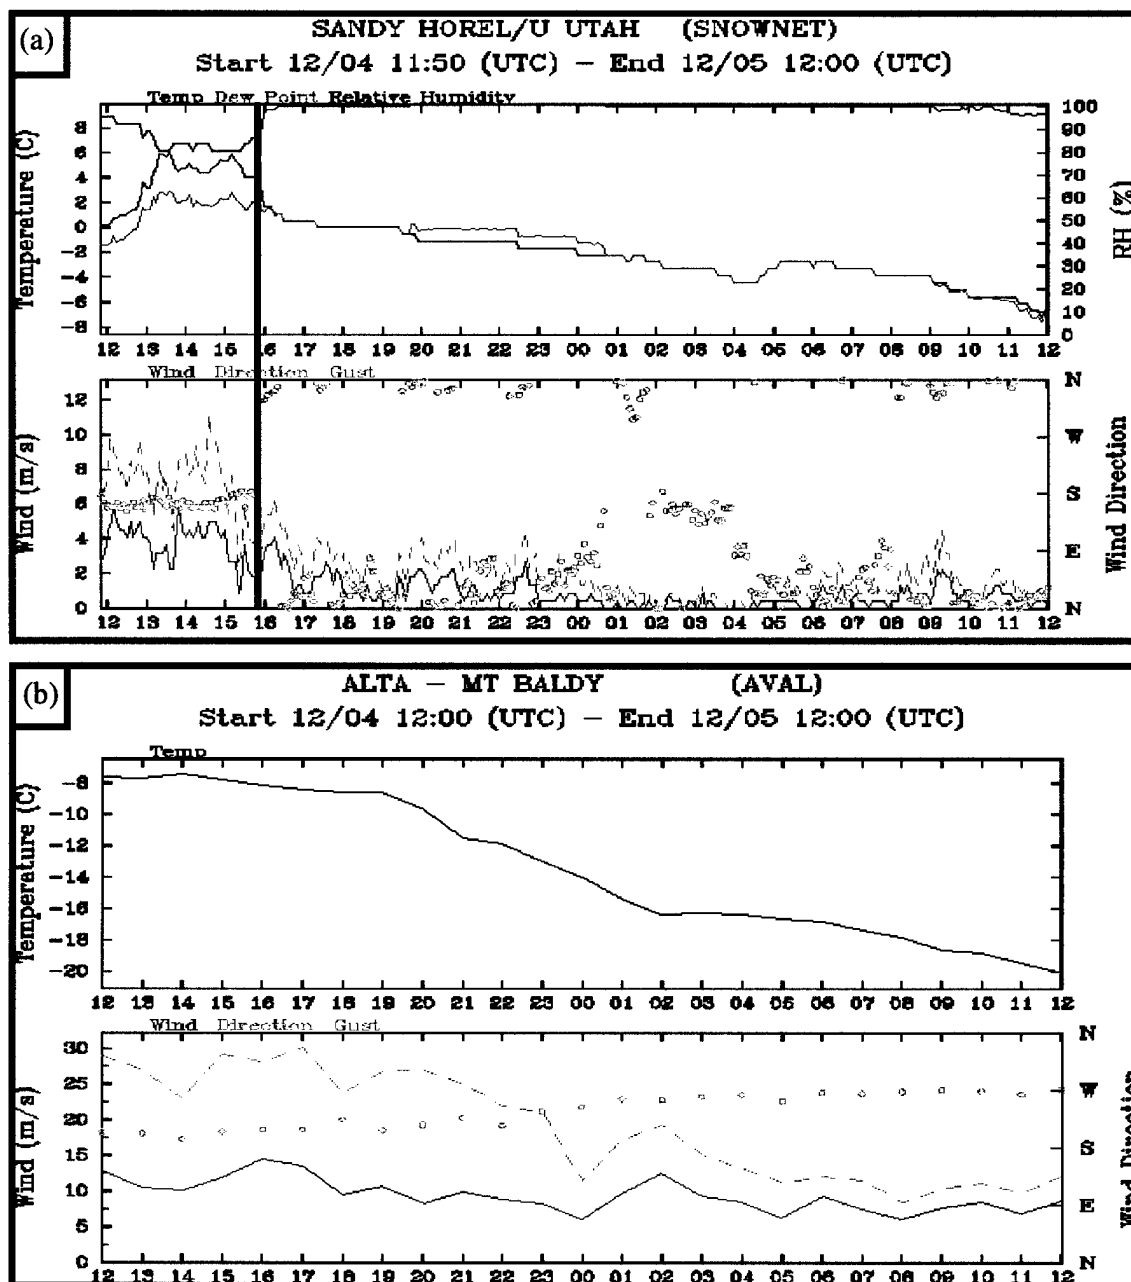 (a)
SANDY HOREL/U UTAH (SNOWNET)
Start 12/04 11:50 (UTC) - End 12/05 12:00 (UTC)
Temp Dew Point Relative Humidity
Temperature (C)
8
6
4
2
0
-2
-4
-6
-8
100
90
80
70
60
50
40
30
20
10
0
RH (%)
12 13 14 15 16 17 18 19 20 21 22 23 00 01 02 03 04 05 06 07 08 09 10 11 12
Wind Direction Gust
Wind (m/s)
12
10
8
6
4
2
0
N
W
S
E
N
Wind Direction
12 13 14 15 16 17 18 19 20 21 22 23 00 01 02 03 04 05 06 07 08 09 10 11 12
(b)
ALTA - MT BALDY (AVAL)
Start 12/04 12:00 (UTC) - End 12/05 12:00 (UTC)
Temp
Temperature (C)
-8
-10
-12
-14
-16
-18
-20
12 13 14 15 16 17 18 19 20 21 22 23 00 01 02 03 04 05 06 07 08 09 10 11 12
Wind Direction Gust
Wind (m/s)
30
25
20
15
10
5
0
N
W
S
E
N
Wind Direction
12 13 14 15 16 17 18 19 20 21 22 23 00 01 02 03 04 05 06 07 08 09 10 11 12